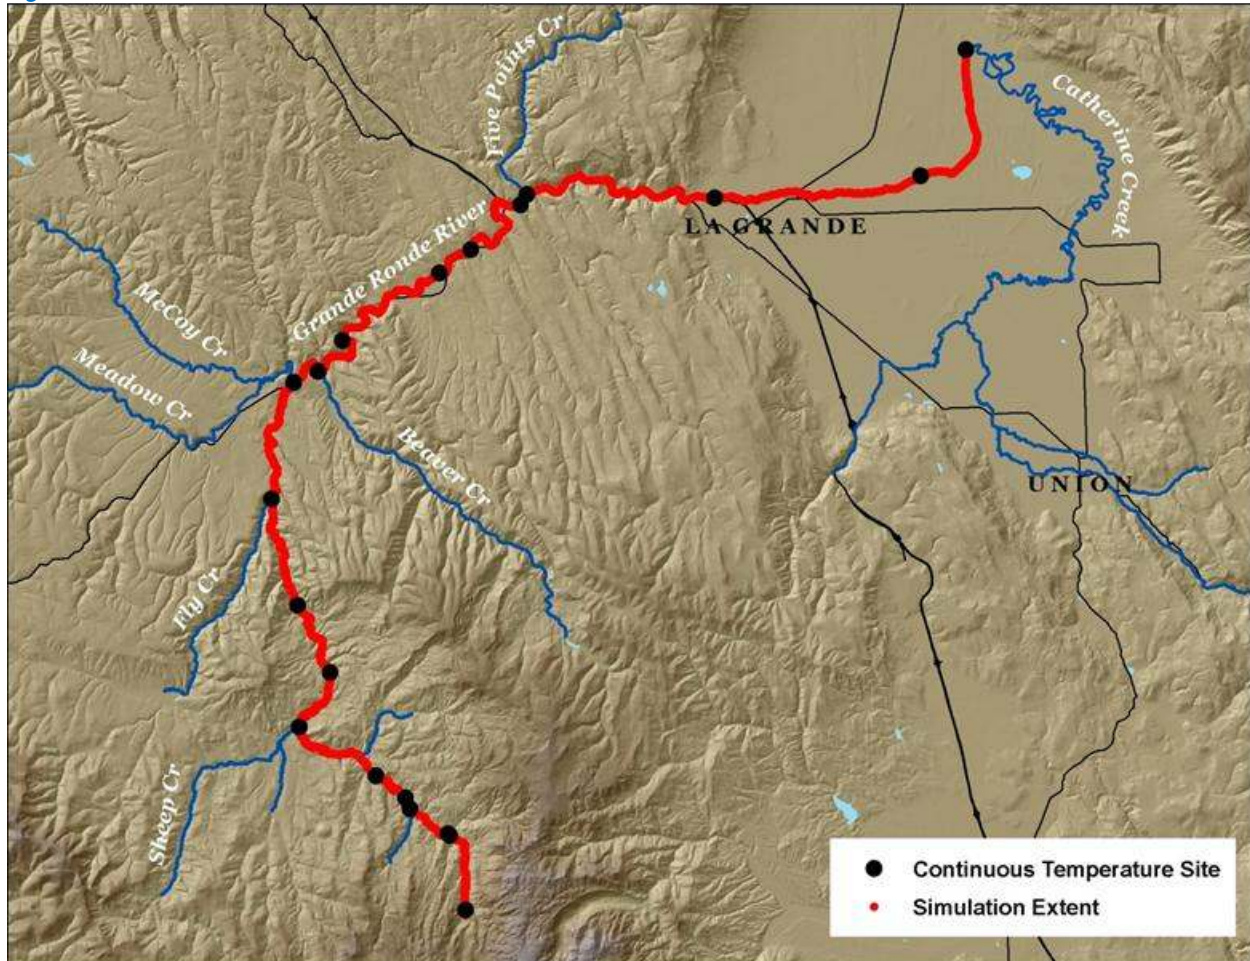 Five Points Cr
Catherine Creek
Grande Ronde River
LA GRANDE
McCoy Cr
Meadow Cr
Beaver Cr
UNION
Fly Cr
Sheep Cr
Continuous Temperature Site
Simulation Extent